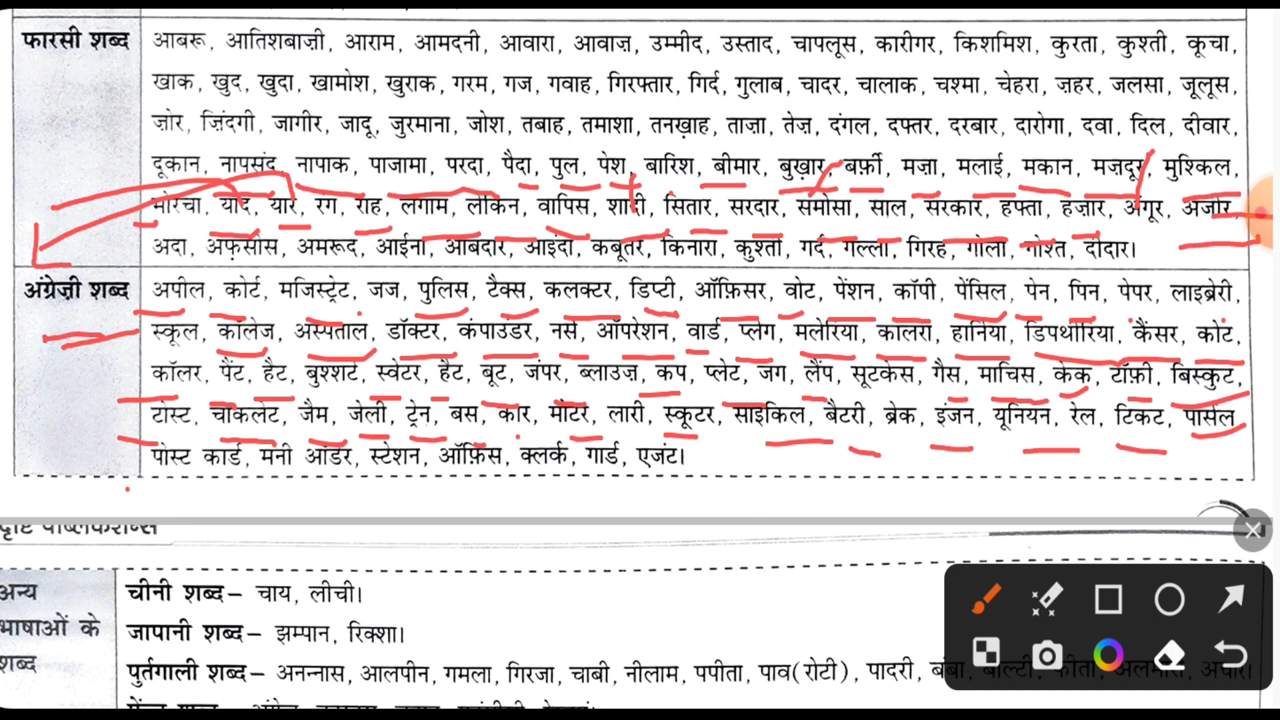 फारसी शब्द आबरू, आतिशबाज़ी, आराम, आमदनी, आवारा, आवाज़, उम्मीद, उस्ताद, चापलूस, कारीगर, किशमिश, कुरता, कुश्ती, कूचा,
खाक, खुद, खुदा, खामोश, खुराक, गरम, गज, गवाह, गिरफ्तार, गिर्द, गुलाब, चादर, चालाक, चश्मा, चेहरा, ज़हर, जलसा, जूलूस,
ज़ोर, ज़िंदगी, जागीर, जादू, जुरमाना, जोश, तबाह, तमाशा, तनख़ाह, ताज़ा, तेज़, दंगल, दफ्तर, दरबार, दारोगा, दवा, दिल, दीवार,
दूकान, नापसंद, नापाक, पाजामा, परदा, पैदा, पुल, पेश, बारिश, बीमार, बुख़ार, बर्फ़ी, मज़ा, मलाई, मकान, मज़दूर, मुश्किल,
मोरचा, याद, यार, रंग, राह, लगाम, लेकिन, वापिस, शादी, सितार, सरदार, समोसा, साल, सरकार, हफ्ता, हज़ार, अंगूर, अंजीर,
अदा, अफ़सोस, अमरूद, आईना, आबदार, आइंदा, कबूतर, किनारा, कुश्ता, गर्द, गल्ला, गिरह, गोला, गोश्त, दीदार।
अंग्रेज़ी शब्द अपील, कोर्ट, मजिस्ट्रेट, जज, पुलिस, टैक्स, कलक्टर, डिप्टी, ऑफ़िसर, वोट, पेंशन, कॉपी, पेंसिल, पेन, पिन, पेपर, लाइब्रेरी,
स्कूल, कॉलेज, अस्पताल, डॉक्टर, कंपाउंडर, नर्स, ऑपरेशन, वार्ड, प्लेग, मलेरिया, कालरा, हार्निया, डिपथीरिया, कैंसर, कोट,
कॉलर, पैंट, हैट, बुश्शर्ट, स्वेटर, हैट, बूट, जंपर, ब्लाउज, कप, प्लेट, जग, लैंप, सूटकेस, गैस, माचिस, केक, टॉफ़ी, बिस्कुट,
टोस्ट, चॉकलेट, जैम, जेली, ट्रेन, बस, कार, मोटर, लारी, स्कूटर, साइकिल, बैटरी, ब्रेक, इंजन, यूनियन, रेल, टिकट, पार्सल,
पोस्ट कार्ड, मनी ऑर्डर, स्टेशन, ऑफ़िस, क्लर्क, गार्ड, एजंट।
दृष्टि पब्लिकेशन्स
अन्य चीनी शब्द– चाय, लीची।
भाषाओं के जापानी शब्द– झम्पान, रिक्शा।
शब्द पुर्तगाली शब्द– अनन्नास, आलपीन, गमला, गिरजा, चाबी, नीलाम, पपीता, पाव(रोटी), पादरी, बंबा, बाल्टी, फीता, अलमारी, अचार।